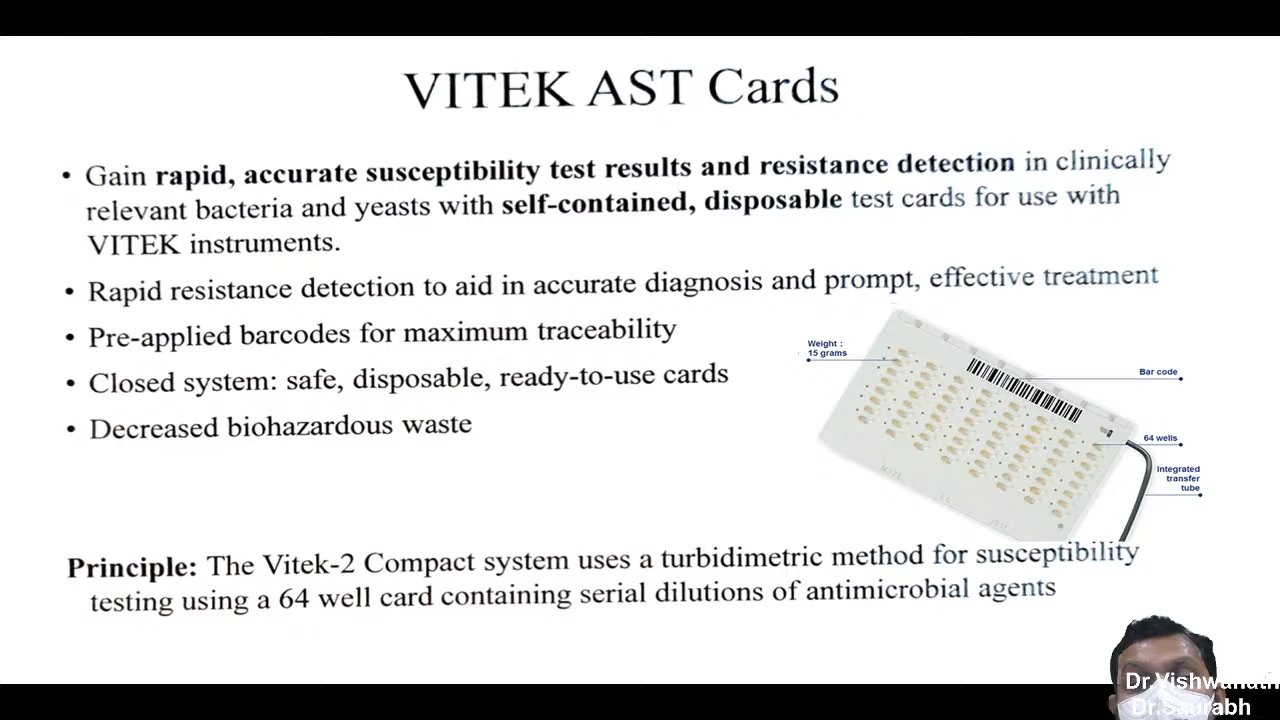 VITEK AST Cards
• Gain rapid, accurate susceptibility test results and resistance detection in clinically
relevant bacteria and yeasts with self-contained, disposable test cards for use with
VITEK instruments.
• Rapid resistance detection to aid in accurate diagnosis and prompt, effective treatment
• Pre-applied barcodes for maximum traceability
• Closed system: safe, disposable, ready-to-use cards
• Decreased biohazardous waste
Weight :
15 grams
Bar code
64 wells
Integrated
transfer
tube
Principle: The Vitek-2 Compact system uses a turbidimetric method for susceptibility
testing using a 64 well card containing serial dilutions of antimicrobial agents
Dr.Vishwanath
Dr.Saurabh